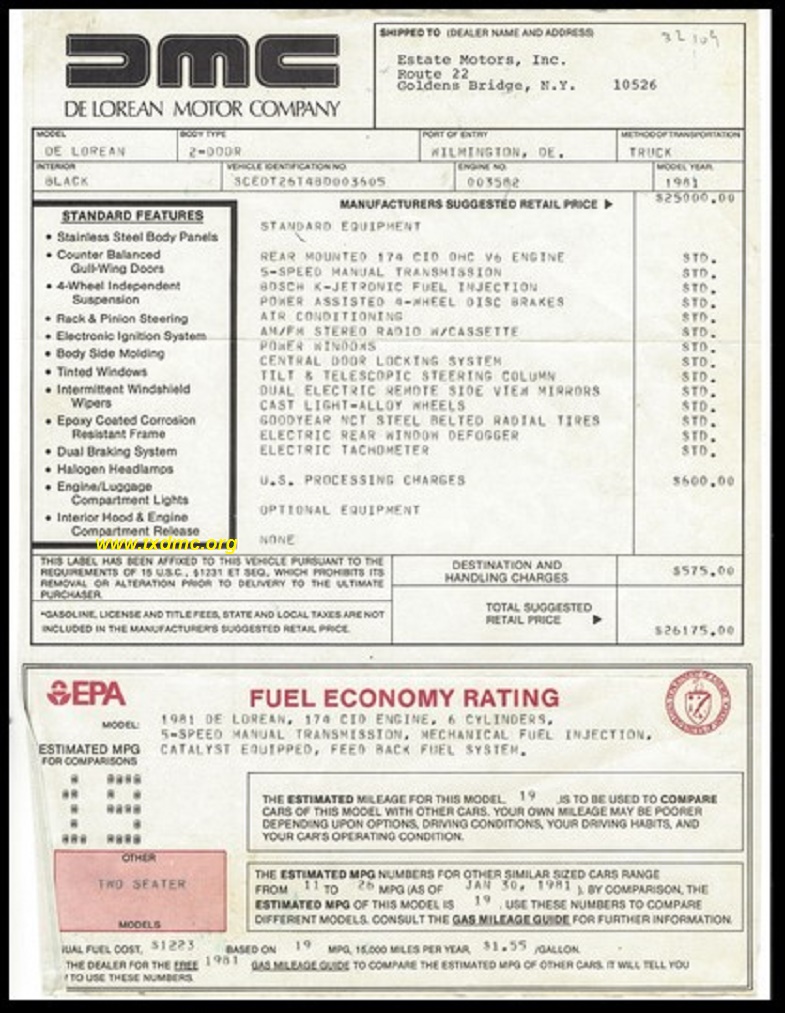 DMC
DE LOREAN MOTOR COMPANY
SHIPPED TO (DEALER NAME AND ADDRESS)
Estate Motors, Inc.
Route 22
Goldens Bridge, N.Y. 10526
MODEL BODY TYPE PORT OF ENTRY METHOD OF TRANSPORTATION
DE LOREAN 2-DOOR WILMINGTON, DE. TRUCK
INTERIOR VEHICLE IDENTIFICATION NO. ENGINE NO. MODEL YEAR
BLACK SCEDT26T4BD003605 003582 1981
MANUFACTURERS SUGGESTED RETAIL PRICE ▶ $25000.00
STANDARD FEATURES
• Stainless Steel Body Panels
• Counter Balanced
Gull-Wing Doors
• 4-Wheel Independent
Suspension
• Rack & Pinion Steering
• Electronic Ignition System
• Body Side Molding
• Tinted Windows
• Intermittent Windshield
Wipers
• Epoxy Coated Corrosion
Resistant Frame
• Dual Braking System
• Halogen Headlamps
• Engine/Luggage
Compartment Lights
• Interior Hood & Engine
Compartment Release
STANDARD EQUIPMENT
REAR MOUNTED 174 CID OHC V6 ENGINE STD.
5-SPEED MANUAL TRANSMISSION STD.
BOSCH K-JETRONIC FUEL INJECTION STD.
POWER ASSISTED 4-WHEEL DISC BRAKES STD.
AIR CONDITIONING STD.
AM/FM STEREO RADIO W/CASSETTE STD.
POWER WINDOWS STD.
CENTRAL DOOR LOCKING SYSTEM STD.
TILT & TELESCOPIC STEERING COLUMN STD.
DUAL ELECTRIC REMOTE SIDE VIEW MIRRORS STD.
CAST LIGHT-ALLOY WHEELS STD.
GOODYEAR NCT STEEL BELTED RADIAL TIRES STD.
ELECTRIC REAR WINDOW DEFOGGER STD.
ELECTRIC TACHOMETER STD.
U.S. PROCESSING CHARGES $600.00
OPTIONAL EQUIPMENT
NONE
www.rxdmc.org
THIS LABEL HAS BEEN AFFIXED TO THIS VEHICLE PURSUANT TO THE
REQUIREMENTS OF 15 U.S.C., §1231 ET SEQ., WHICH PROHIBITS ITS
REMOVAL OR ALTERATION PRIOR TO DELIVERY TO THE ULTIMATE
PURCHASER.
DESTINATION AND
HANDLING CHARGES $575.00
*GASOLINE, LICENSE AND TITLE FEES, STATE AND LOCAL TAXES ARE NOT
INCLUDED IN THE MANUFACTURER'S SUGGESTED RETAIL PRICE.
TOTAL SUGGESTED
RETAIL PRICE ▶ $26175.00
EPA FUEL ECONOMY RATING
MODEL: 1981 DE LOREAN, 174 CID ENGINE, 6 CYLINDERS,
5-SPEED MANUAL TRANSMISSION, MECHANICAL FUEL INJECTION,
CATALYST EQUIPPED, FEED BACK FUEL SYSTEM.
ESTIMATED MPG
FOR COMPARISONS
19
THE ESTIMATED MILEAGE FOR THIS MODEL, 19 ,IS TO BE USED TO COMPARE
CARS OF THIS MODEL WITH OTHER CARS. YOUR OWN MILEAGE MAY BE POORER
DEPENDING UPON OPTIONS, DRIVING CONDITIONS, YOUR DRIVING HABITS, AND
YOUR CAR'S OPERATING CONDITION.
OTHER
TWO SEATER
MODELS
THE ESTIMATED MPG NUMBERS FOR OTHER SIMILAR SIZED CARS RANGE
FROM 11 TO 26 MPG (AS OF JAN 30, 1981 ). BY COMPARISON, THE
ESTIMATED MPG OF THIS MODEL IS 19 . USE THESE NUMBERS TO COMPARE
DIFFERENT MODELS. CONSULT THE GAS MILEAGE GUIDE FOR FURTHER INFORMATION.
UAL FUEL COST, $1223 BASED ON 19 MPG, 15,000 MILES PER YEAR, $1.55 /GALLON.
THE DEALER FOR THE FREE 1981 GAS MILEAGE GUIDE TO COMPARE THE ESTIMATED MPG OF OTHER CARS. IT WILL TELL YOU
TO USE THESE NUMBERS.